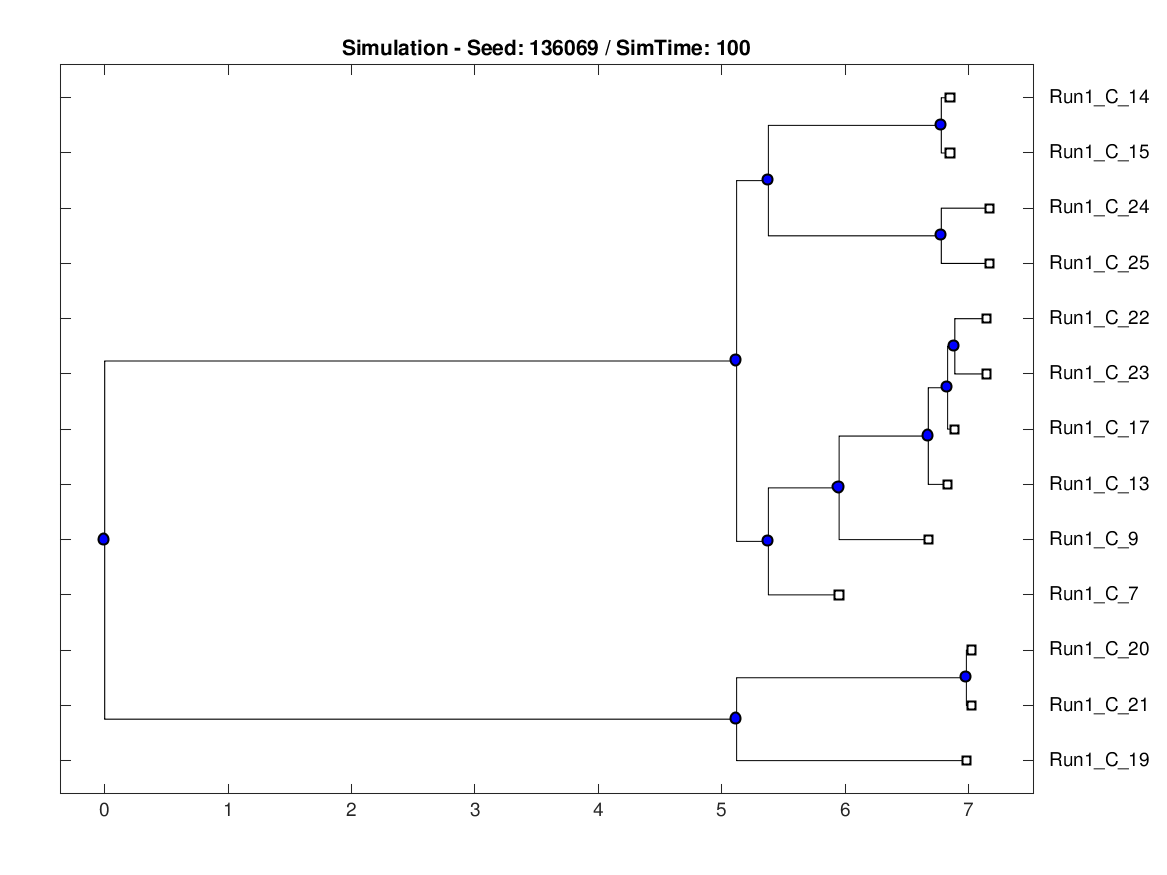 Simulation - Seed: 136069 / SimTime: 100
Run1_C_14
Run1_C_15
Run1_C_24
Run1_C_25
Run1_C_22
Run1_C_23
Run1_C_17
Run1_C_13
Run1_C_9
Run1_C_7
Run1_C_20
Run1_C_21
Run1_C_19
0 1 2 3 4 5 6 7